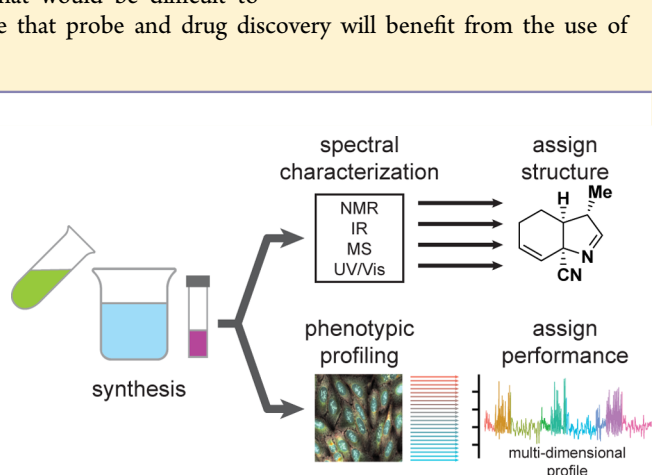 e that probe and drug discovery will benefit from the use of
spectral
characterization
assign
structure
NMR
IR
MS
UV/Vis
H
Me
N
CN
synthesis
phenotypic
profiling
assign
performance
multi-dimensional
profile